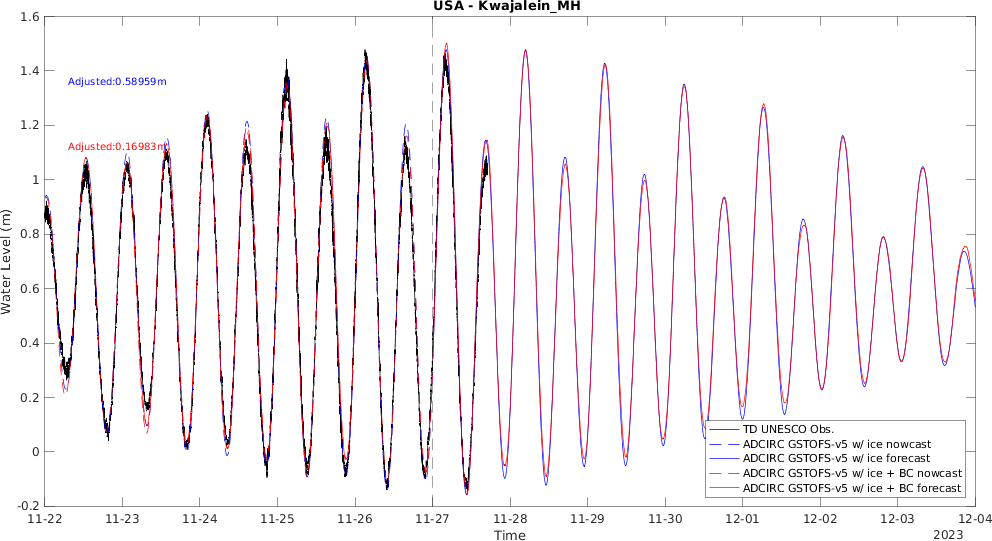 USA - Kwajalein_MH
1.6
1.4
1.2
1
0.8
0.6
0.4
0.2
0
-0.2
Water Level (m)
Adjusted:0.58959m
Adjusted:0.16983m
TD UNESCO Obs.
ADCIRC GSTOFS-v5 w/ ice nowcast
ADCIRC GSTOFS-v5 w/ ice forecast
ADCIRC GSTOFS-v5 w/ ice + BC nowcast
ADCIRC GSTOFS-v5 w/ ice + BC forecast
11-22 11-23 11-24 11-25 11-26 11-27 11-28 11-29 11-30 12-01 12-02 12-03 12-04
Time
2023